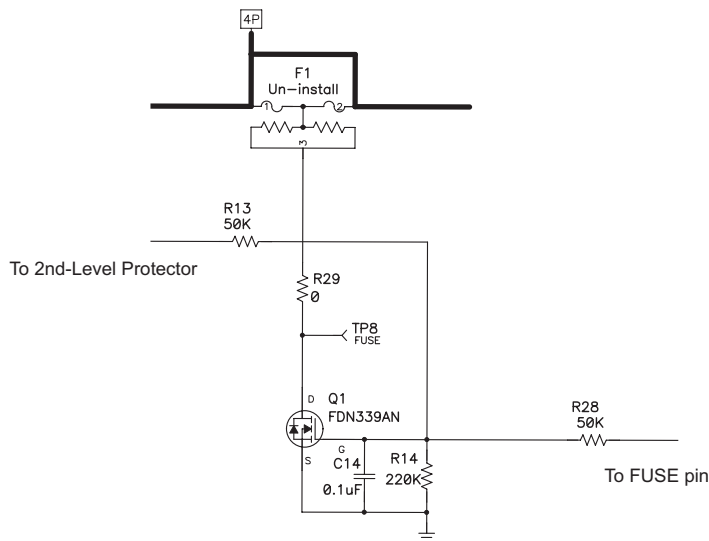 4P
F1
Un-install
1 2
3
R13
50K
To 2nd-Level Protector
R29
0
TP8
FUSE
D Q1
FDN339AN
G
S
C14
0.1uF
R14
220K
R28
50K
To FUSE pin